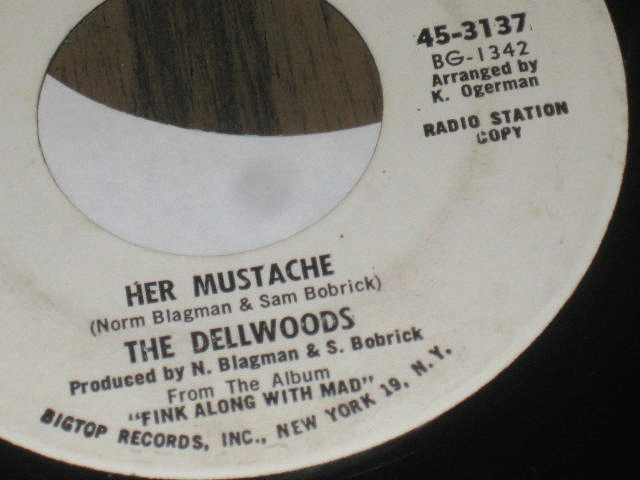 45-3137
BG-1342
Arranged by
K. Ogerman
RADIO STATION
COPY
HER MUSTACHE
(Norm Blagman & Sam Bobrick)
THE DELLWOODS
Produced by N. Blagman & S. Bobrick
From The Album
"FINK ALONG WITH MAD"
BIGTOP RECORDS, INC., NEW YORK 19, N.Y.